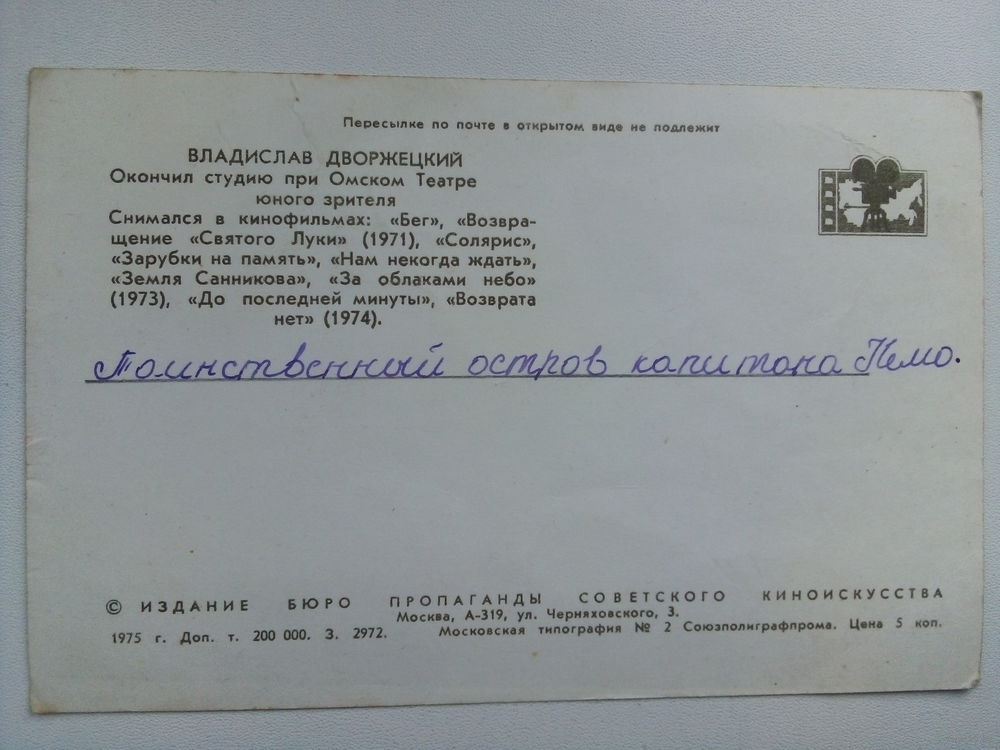 Пересылке по почте в открытом виде не подлежит
ВЛАДИСЛАВ ДВОРЖЕЦКИЙ
Окончил студию при Омском Театре
юного зрителя
Снимался в кинофильмах: «Бег», «Возвра-
щение «Святого Луки» (1971), «Солярис»,
«Зарубки на память», «Нам некогда ждать»,
«Земля Санникова», «За облаками небо»
(1973), «До последней минуты», «Возврата
нет» (1974).
Таинственный остров капитана Немо.
© ИЗДАНИЕ БЮРО ПРОПАГАНДЫ СОВЕТСКОГО КИНОИСКУССТВА
Москва, А-319, ул. Черняховского, 3.
1975 г. Доп. т. 200 000. З. 2972. Московская типография № 2 Союзполиграфпрома. Цена 5 коп.